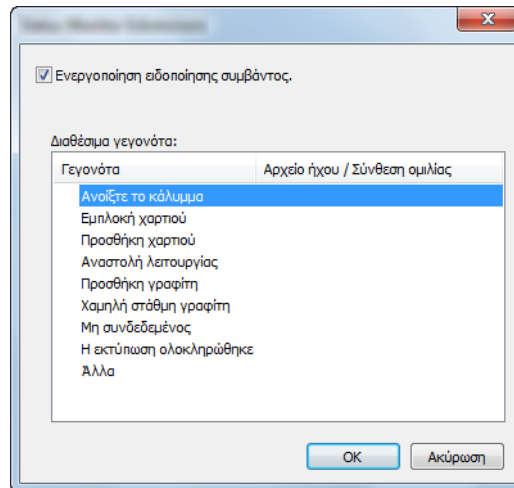 Ενεργοποίηση ειδοποίησης συμβάντος.
Διαθέσιμα γεγονότα:
Γεγονότα Αρχείο ήχου / Σύνθεση ομιλίας
Ανοίξτε το κάλυμμα
Εμπλοκή χαρτιού
Προσθήκη χαρτιού
Αναστολή λειτουργίας
Προσθήκη γραφίτη
Χαμηλή στάθμη γραφίτη
Μη συνδεδεμένος
Η εκτύπωση ολοκληρώθηκε
Άλλα
OK Ακύρωση